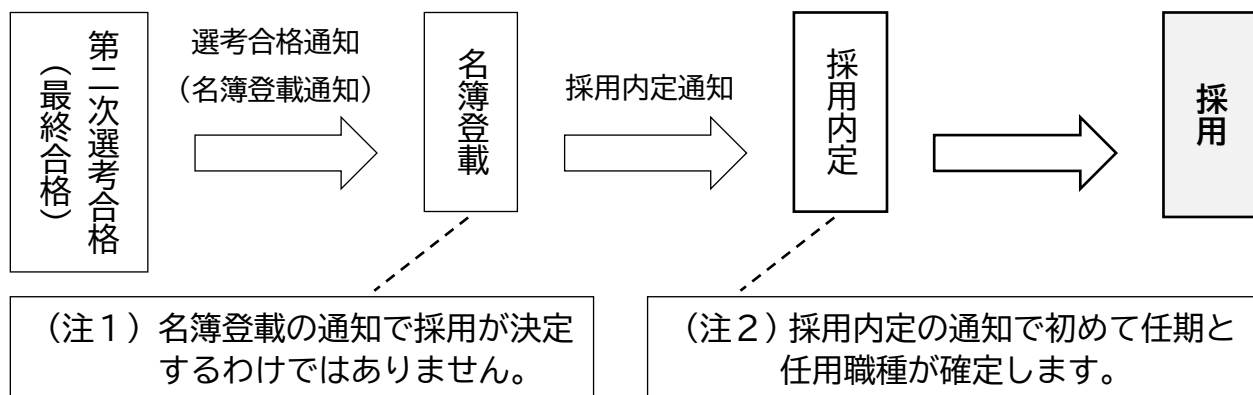 第二次選考合格
（最終合格）
選考合格通知
（名簿登載通知）
名簿登載
採用内定通知
採用内定
採用
（注１）名簿登載の通知で採用が決定
するわけではありません。
（注２）採用内定の通知で初めて任期と
任用職種が確定します。